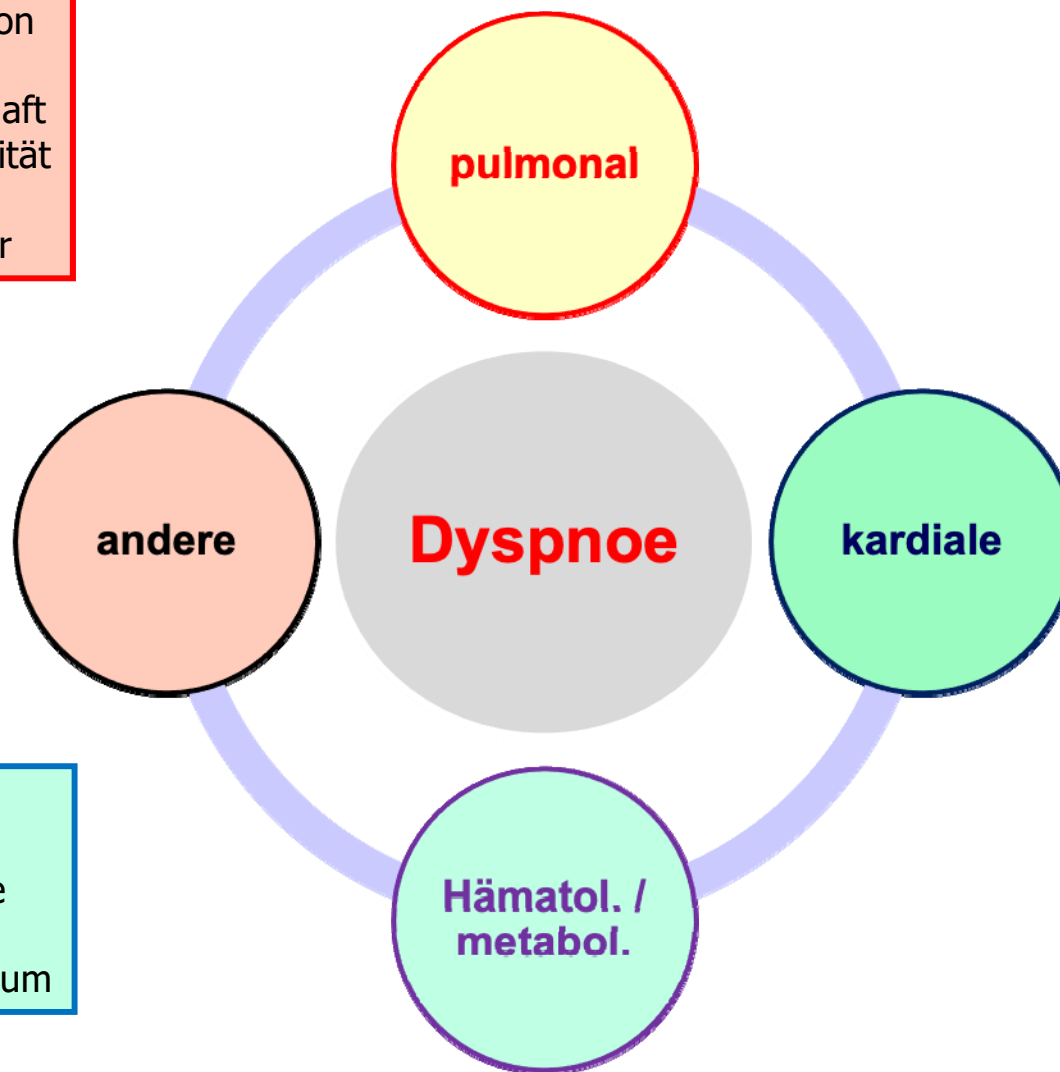 on
aft
ität
r
pulmonal
andere
Dyspnoe
kardiale
e
um
Hämatol. /
metabol.